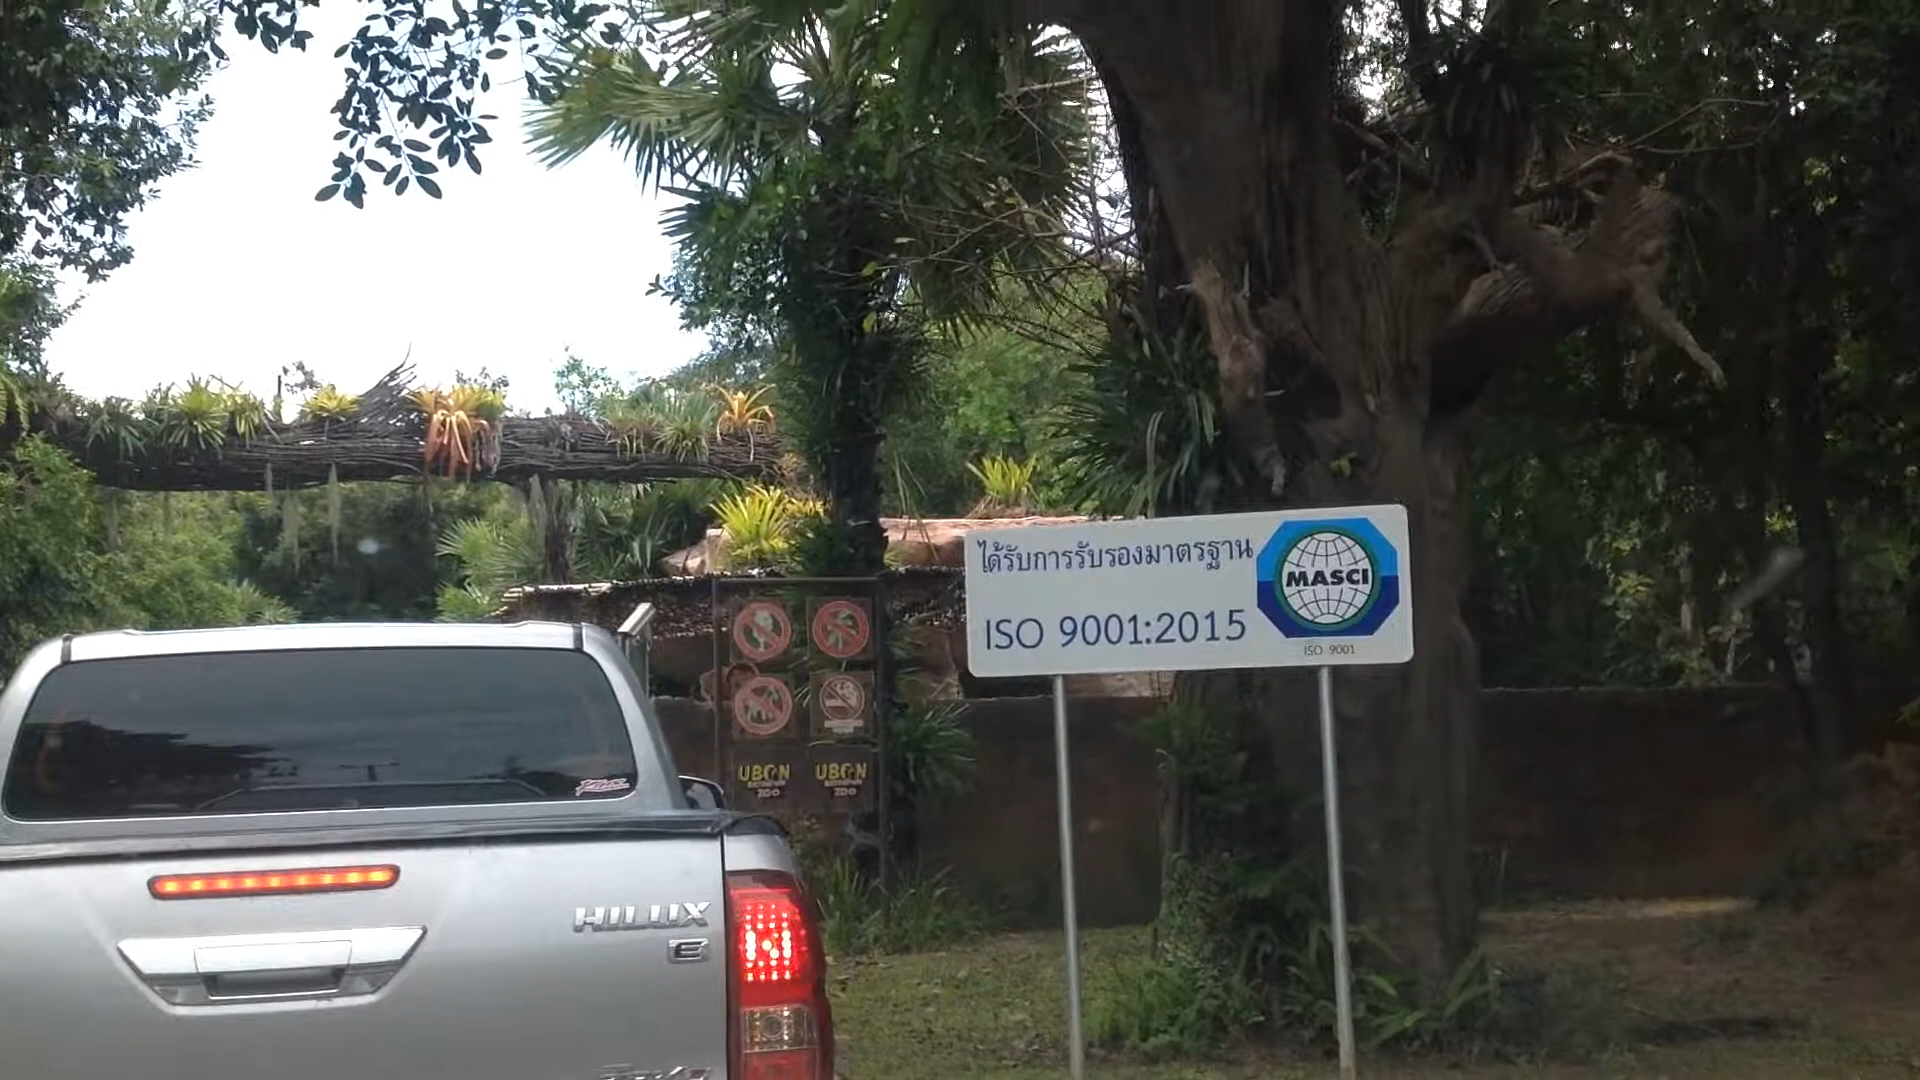 ได้รับการรับรองมาตรฐาน
ISO 9001:2015
MASCI
ISO 9001
UBON
ZOO
UBON
ZOO
HILUX
E